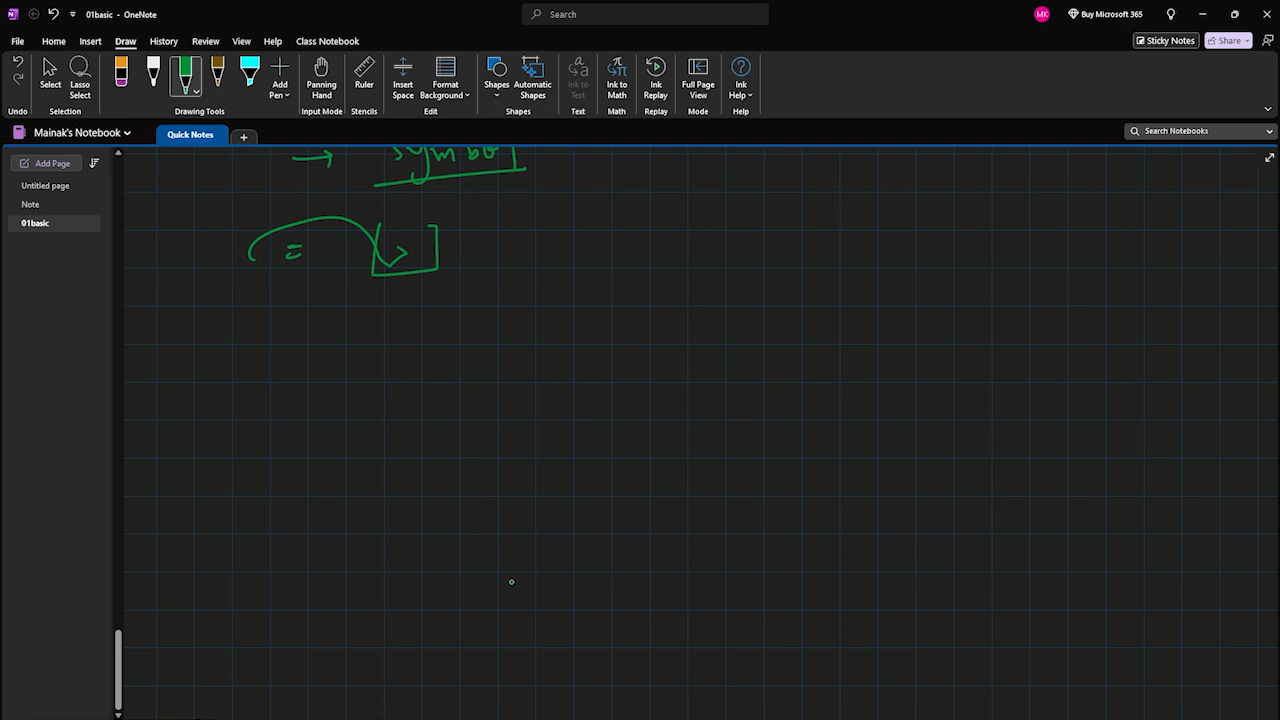 01basic - OneNote
Search
MK
Buy Microsoft 365
File Home Insert Draw History Review View Help Class Notebook
Sticky Notes
Share
Undo
Select
Lasso Select
Add Pen
Panning Hand
Ruler
Insert Space
Format Background
Shapes
Automatic Shapes
Ink to Text
Ink to Math
Ink Replay
Full Page View
Ink Help
Undo Selection Drawing Tools Input Mode Stencils Edit Shapes Text Math Replay Mode Help
Mainak's Notebook
Quick Notes
Search Notebooks
Add Page
Untitled page
Note
01basic
→
=